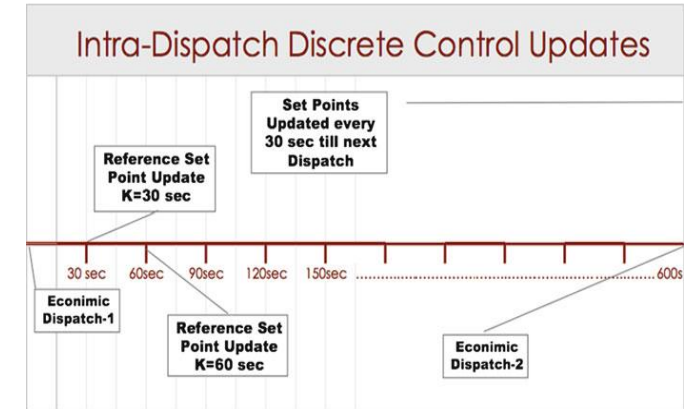 Intra-Dispatch Discrete Control Updates
Set Points
Updated every
30 sec till next
Dispatch
Reference Set
Point Update
K=30 sec
30 sec 60sec 90sec 120sec 150sec ........................................................ 600s
Econimic
Dispatch-1
Reference Set
Point Update
K=60 sec
Econimic
Dispatch-2